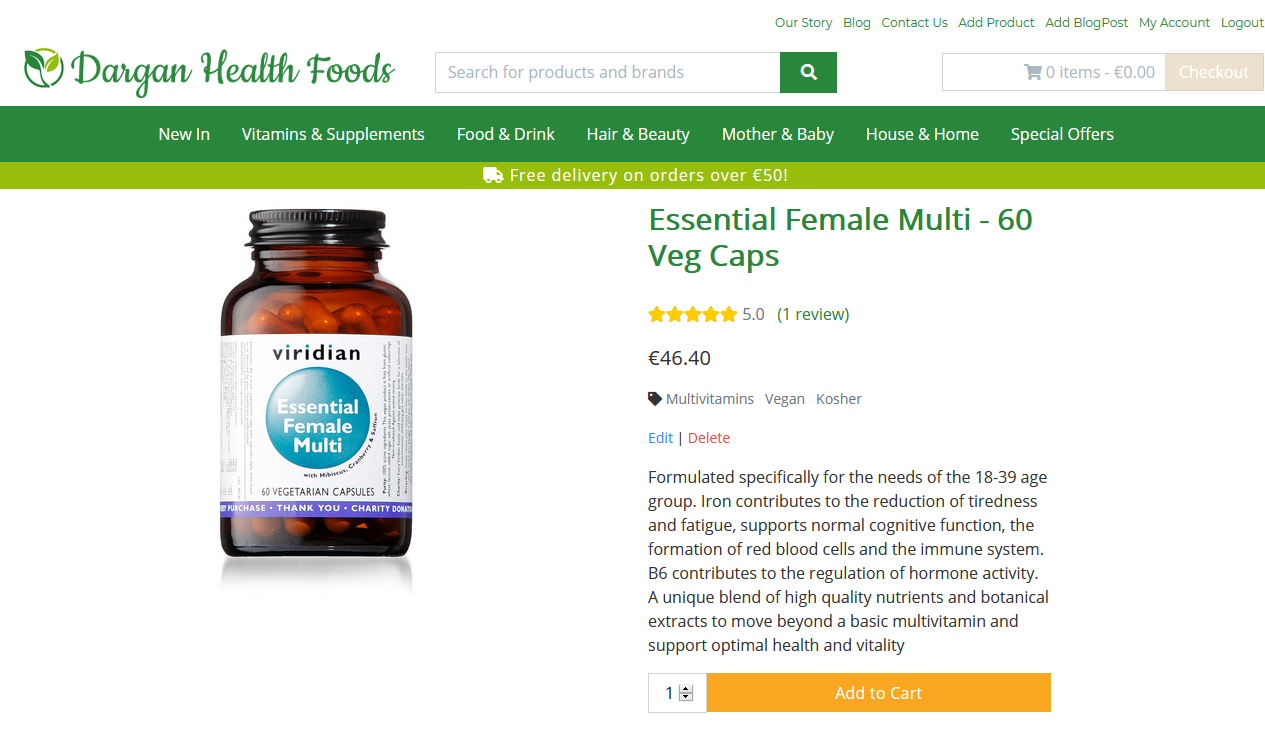 Our Story Blog Contact Us Add Product Add BlogPost My Account Logout
Dargan Health Foods
Search for products and brands
0 items - €0.00 Checkout
New In Vitamins & Supplements Food & Drink Hair & Beauty Mother & Baby House & Home Special Offers
Free delivery on orders over €50!
viridian
Essential
Female
Multi
with Hibiscus, Cranberry & Saffron
60 VEGETARIAN CAPSULES
PURCHASE • THANK YOU • CHARITY
Essential Female Multi - 60
Veg Caps
5.0 (1 review)
€46.40
Multivitamins Vegan Kosher
Edit | Delete
Formulated specifically for the needs of the 18-39 age
group. Iron contributes to the reduction of tiredness
and fatigue, supports normal cognitive function, the
formation of red blood cells and the immune system.
B6 contributes to the regulation of hormone activity.
A unique blend of high quality nutrients and botanical
extracts to move beyond a basic multivitamin and
support optimal health and vitality
1 Add to Cart